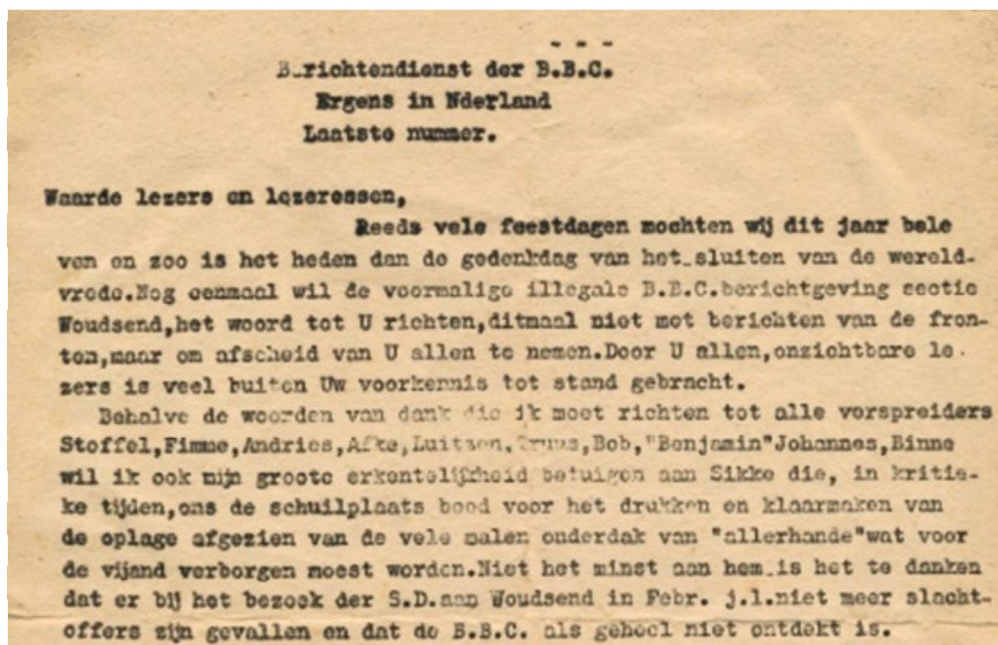 - - -
B.richtendienst der B.B.C.
Ergens in Nderland
Laatste nummer.
Waarde lezers en lezeressen,
Reeds vele feestdagen mochten wij dit jaar bele
ven en zoo is het heden dan de gedenkdag van het sluiten van de wereld-
vrede.Nog eenmaal wil de voormalige illegale B.B.C.berichtgeving sectie
Woudsend,het woord tot U richten,ditmaal niet met berichten van de fron-
ten,maar om afscheid van U allen te nemen.Door U allen,onzichtbare le-
zers is veel buiten Uw voorkennis tot stand gebracht.
Behalve de woorden van dank die ik moet richten tot alle verspreiders
Stoffel,Fimme,Andries,Afke,Luitzen,Truus,Bob,"Benjamin"Johannes,Binne
wil ik ook mijn groote erkentelijkheid betuigen aan Sikke die, in kritie-
ke tijden,ons de schuilplaats bood voor het drukken en klaarmaken van
de oplage afgezien van de vele malen onderdak van "allerhande"wat voor
de vijand verborgen moest worden.Niet het minst aan hem is het te danken
dat er bij het bezoek der S.D.aan Woudsend in Febr. j.l.niet meer slacht-
offers zijn gevallen en dat de B.B.C. als geheel niet ontdekt is.